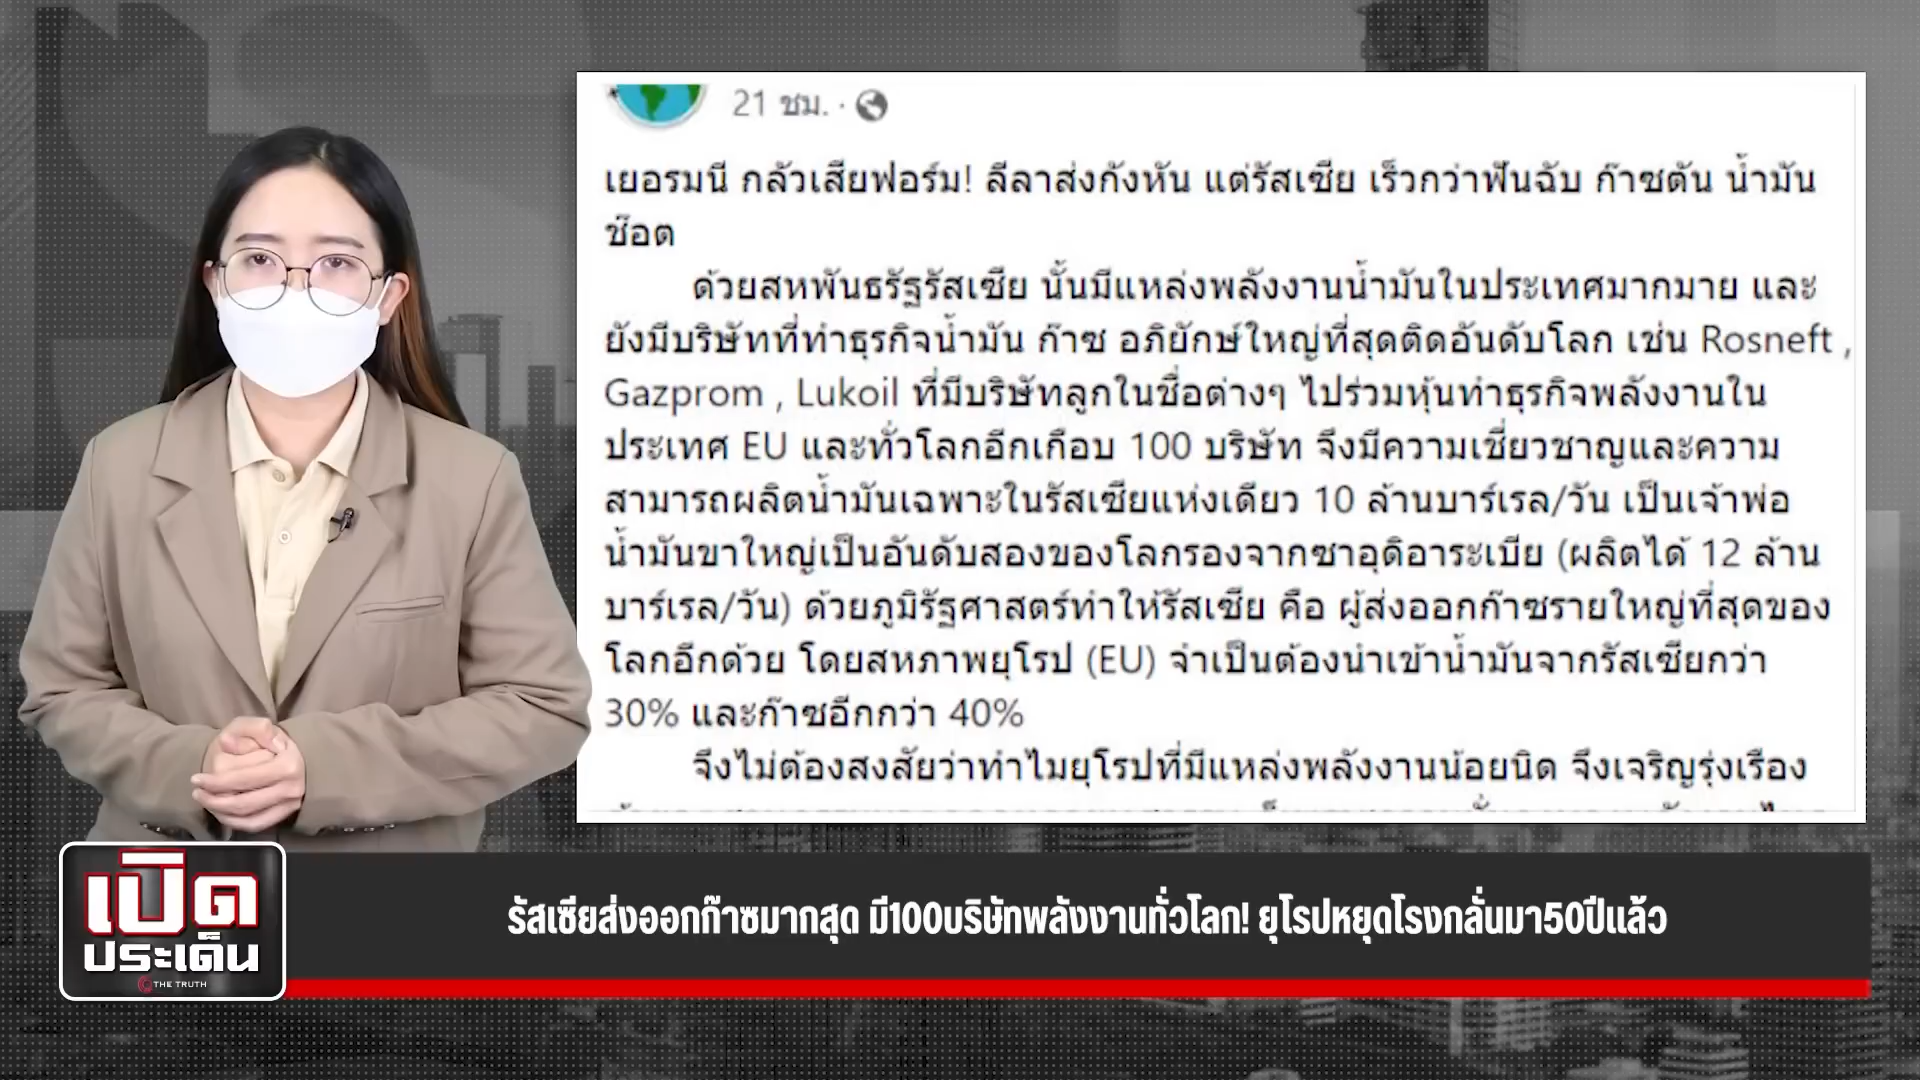 21 ชม. ·
เยอรมนี กลัวเสียฟอร์ม! ลีลาส่งกังหัน แต่รัสเซีย เร็วกว่าฟันฉับ ก๊าซตัน น้ำมัน
ช๊อต
ด้วยสหพันธรัฐรัสเซีย นั้นมีแหล่งพลังงานน้ำมันในประเทศมากมาย และ
ยังมีบริษัทที่ทำธุรกิจน้ำมัน ก๊าซ อภิยักษ์ใหญ่ที่สุดติดอันดับโลก เช่น Rosneft ,
Gazprom , Lukoil ที่มีบริษัทลูกในชื่อต่างๆ ไปร่วมหุ้นทำธุรกิจพลังงานใน
ประเทศ EU และทั่วโลกอีกเกือบ 100 บริษัท จึงมีความเชี่ยวชาญและความ
สามารถผลิตน้ำมันเฉพาะในรัสเซียแห่งเดียว 10 ล้านบาร์เรล/วัน เป็นเจ้าพ่อ
น้ำมันขาใหญ่เป็นอันดับสองของโลกรองจากซาอุดิอาระเบีย (ผลิตได้ 12 ล้าน
บาร์เรล/วัน) ด้วยภูมิรัฐศาสตร์ทำให้รัสเซีย คือ ผู้ส่งออกก๊าซรายใหญ่ที่สุดของ
โลกอีกด้วย โดยสหภาพยุโรป (EU) จำเป็นต้องนำเข้าน้ำมันจากรัสเซียกว่า
30% และก๊าซอีกกว่า 40%
จึงไม่ต้องสงสัยว่าทำไมยุโรปที่มีแหล่งพลังงานน้อยนิด จึงเจริญรุ่งเรือง
รัสเซียส่งออกก๊าซมากสุด มี100บริษัทพลังงานทั่วโลก! ยุโรปหยุดโรงกลั่นมา50ปีแล้ว
เปิด
ประเด็น
THE TRUTH